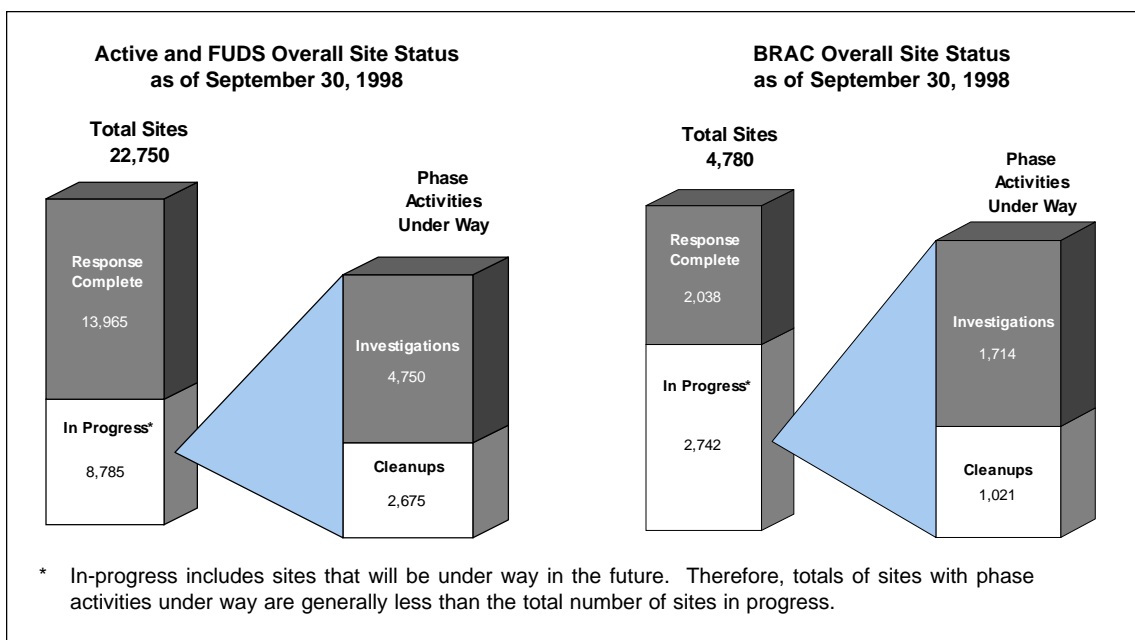 Active and FUDS Overall Site Status
as of September 30, 1998
Total Sites
22,750
Phase
Activities
Under Way
Response
Complete
13,965
Investigations
4,750
In Progress*
8,785
Cleanups
2,675
BRAC Overall Site Status
as of September 30, 1998
Total Sites
4,780
Phase
Activities
Under Way
Response
Complete
2,038
Investigations
1,714
In Progress*
2,742
Cleanups
1,021
* In-progress includes sites that will be under way in the future. Therefore, totals of sites with phase
activities under way are generally less than the total number of sites in progress.